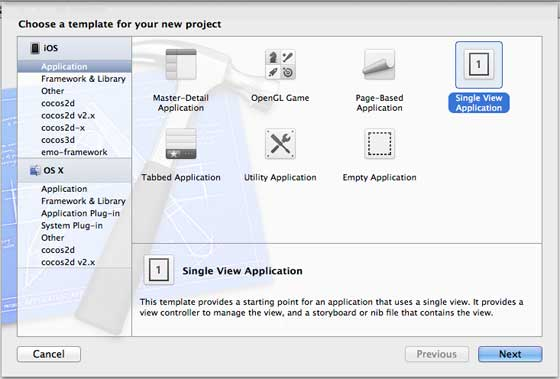 Choose a template for your new project
iOS
Application
Framework & Library
Other
cocos2d
cocos2d v2.x
cocos2d-x
cocos3d
emo-framework
OS X
Application
Framework & Library
Application Plug-in
System Plug-in
Other
cocos2d
cocos2d v2.x
Master-Detail
Application
OpenGL Game
Page-Based
Application
1
Single View
Application
Tabbed Application
Utility Application
Empty Application
1
Single View Application
This template provides a starting point for an application that uses a single view. It provides a
view controller to manage the view, and a storyboard or nib file that contains the view.
Cancel
Previous
Next